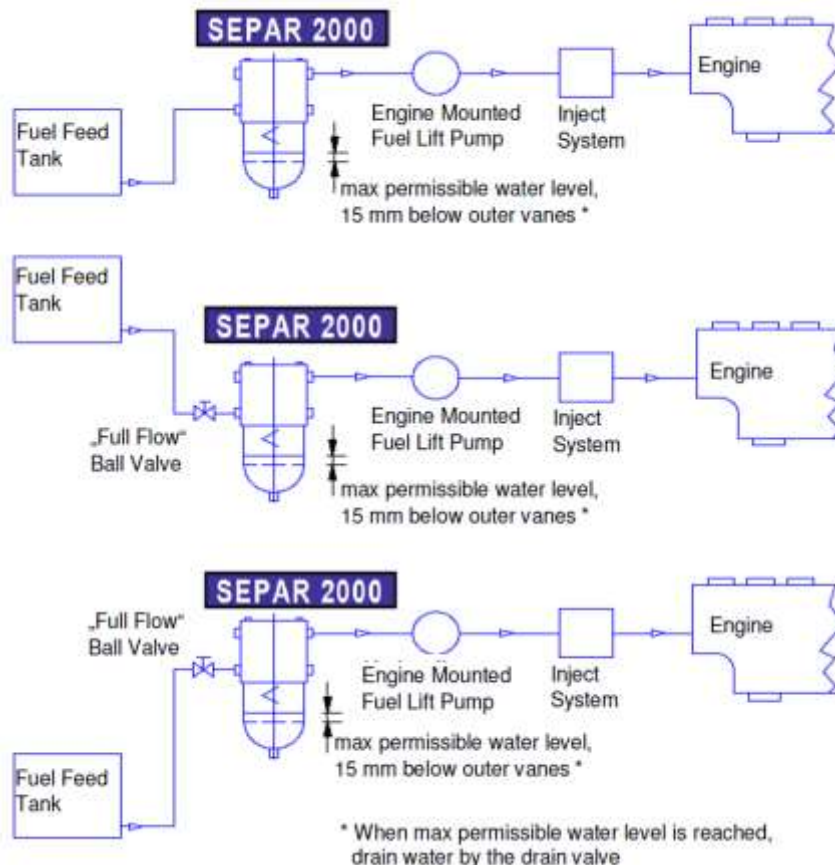 SEPAR 2000
Engine
Fuel Feed
Tank
Engine Mounted
Fuel Lift Pump
Inject
System
max permissible water level,
15 mm below outer vanes *
Fuel Feed
Tank
SEPAR 2000
Engine
„Full Flow“
Ball Valve
Engine Mounted
Fuel Lift Pump
Inject
System
max permissible water level,
15 mm below outer vanes *
SEPAR 2000
„Full Flow“
Ball Valve
Engine
Engine Mounted
Fuel Lift Pump
Inject
System
max permissible water level,
15 mm below outer vanes *
Fuel Feed
Tank
* When max permissible water level is reached,
drain water by the drain valve